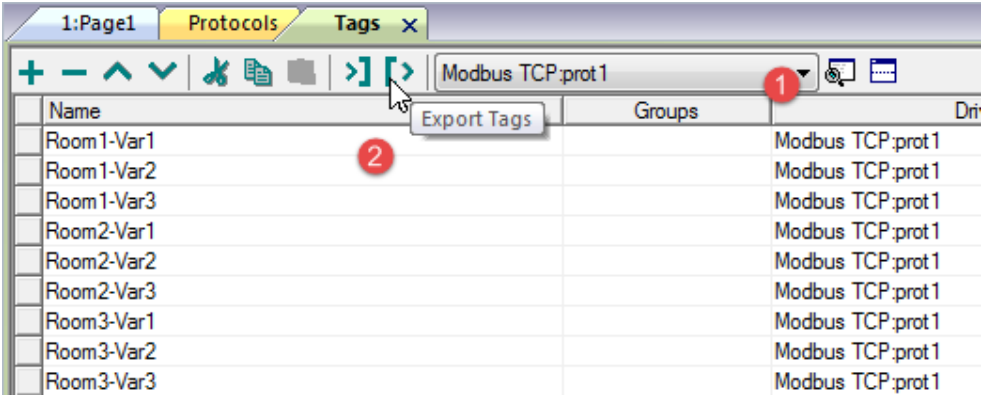 1:Page1 Protocols Tags
Modbus TCP:prot1
1
Export Tags
Name Groups Dri
2
Room1-Var1 Modbus TCP:prot1
Room1-Var2 Modbus TCP:prot1
Room1-Var3 Modbus TCP:prot1
Room2-Var1 Modbus TCP:prot1
Room2-Var2 Modbus TCP:prot1
Room2-Var3 Modbus TCP:prot1
Room3-Var1 Modbus TCP:prot1
Room3-Var2 Modbus TCP:prot1
Room3-Var3 Modbus TCP:prot1